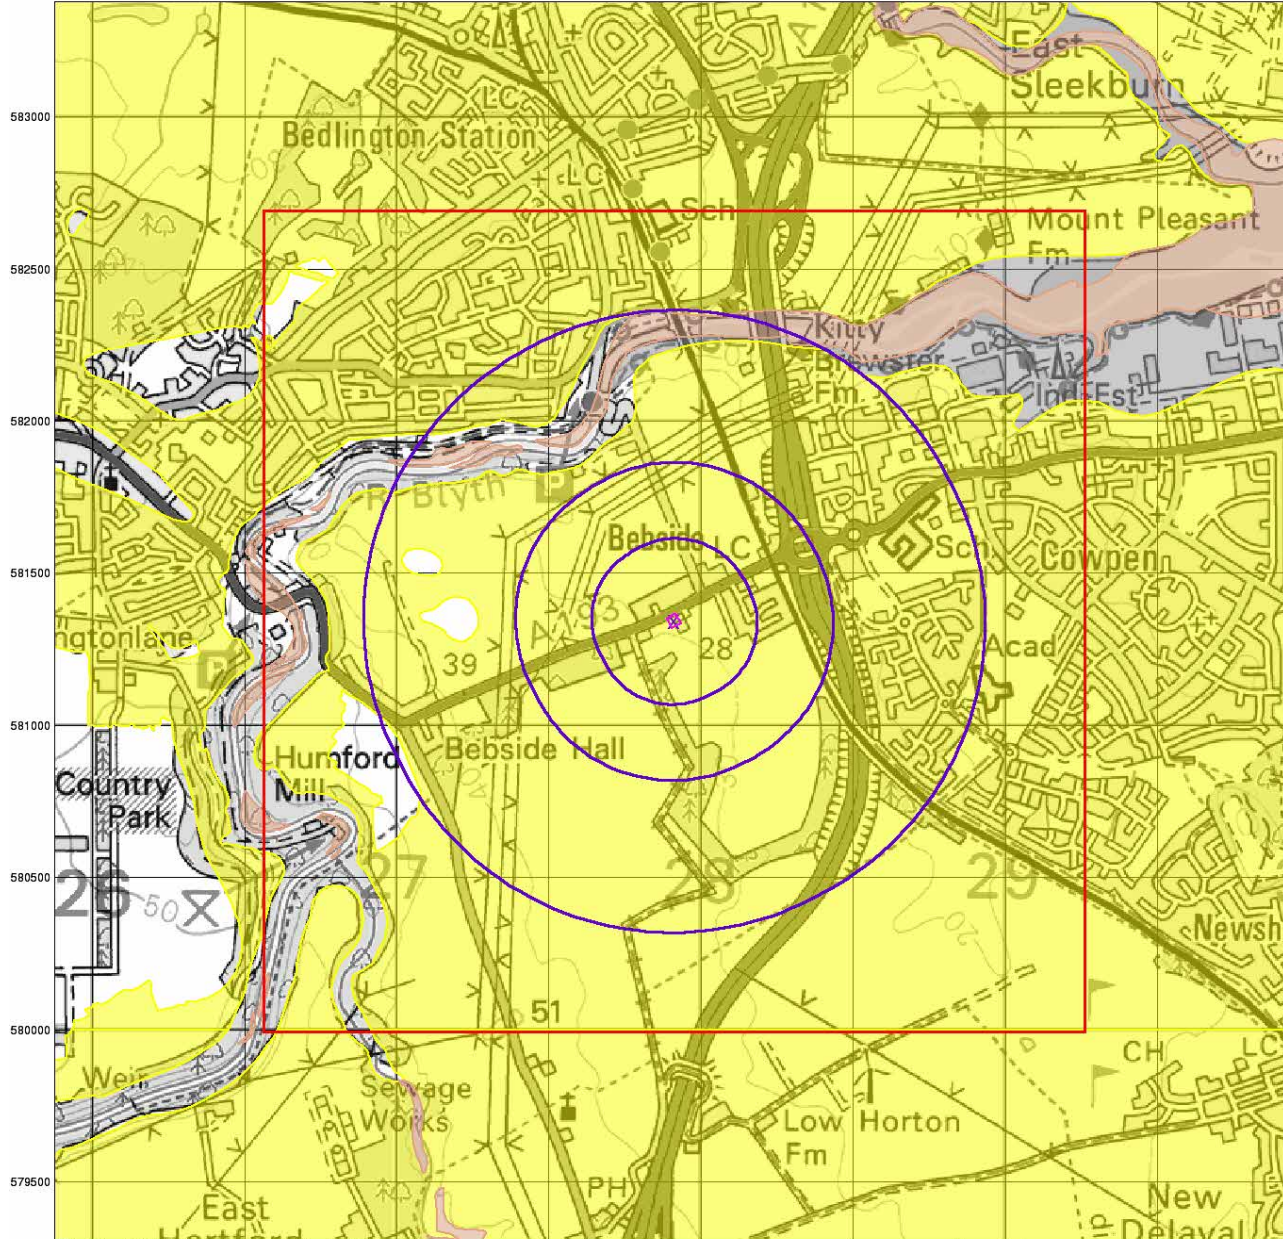 East
Sleekburn
LC
583000
Bedlington Station
LC
Sch
Mount Pleasant
Fm
582500
Kitty
Brewster
Fm
Ind Est
582000
R Blyth
P
Bebside
LC
Sch
Cowpen
581500
A 193
ngtonlane
39
28
Acad
P
581000
Bebside Hall
Humford
Mill
Country
Park
26
27
28
29
580500
50
20
Newsh
51
580000
CH
LC
Weir
Sewage
Works
Low Horton
Fm
579500
PH
East
Hartford
New
Delaval